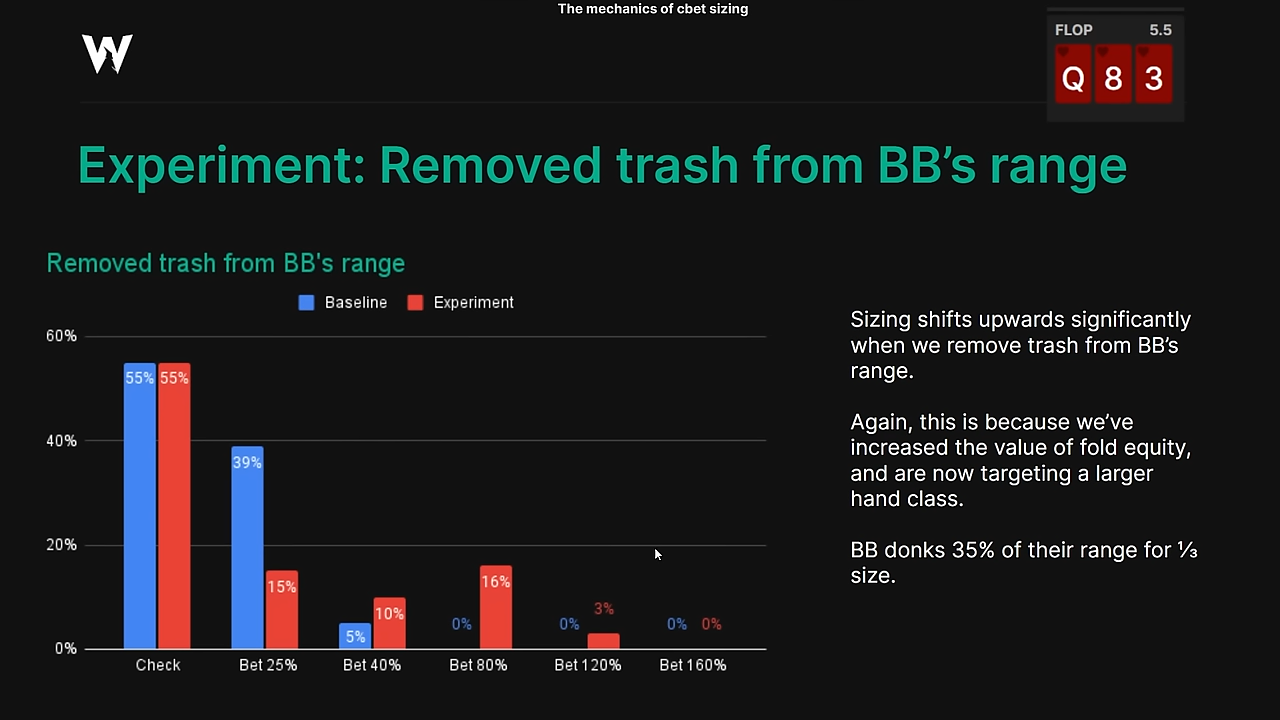 The mechanics of cbet sizing
W
FLOP 5.5
Q 8 3
Experiment: Removed trash from BB’s range
Removed trash from BB's range
Baseline Experiment
60%
40%
20%
0%
55% 55%
39% 15%
5% 10%
0% 16%
0% 3%
0% 0%
Check Bet 25% Bet 40% Bet 80% Bet 120% Bet 160%
Sizing shifts upwards significantly
when we remove trash from BB’s
range.
Again, this is because we’ve
increased the value of fold equity,
and are now targeting a larger
hand class.
BB donks 35% of their range for ⅓
size.